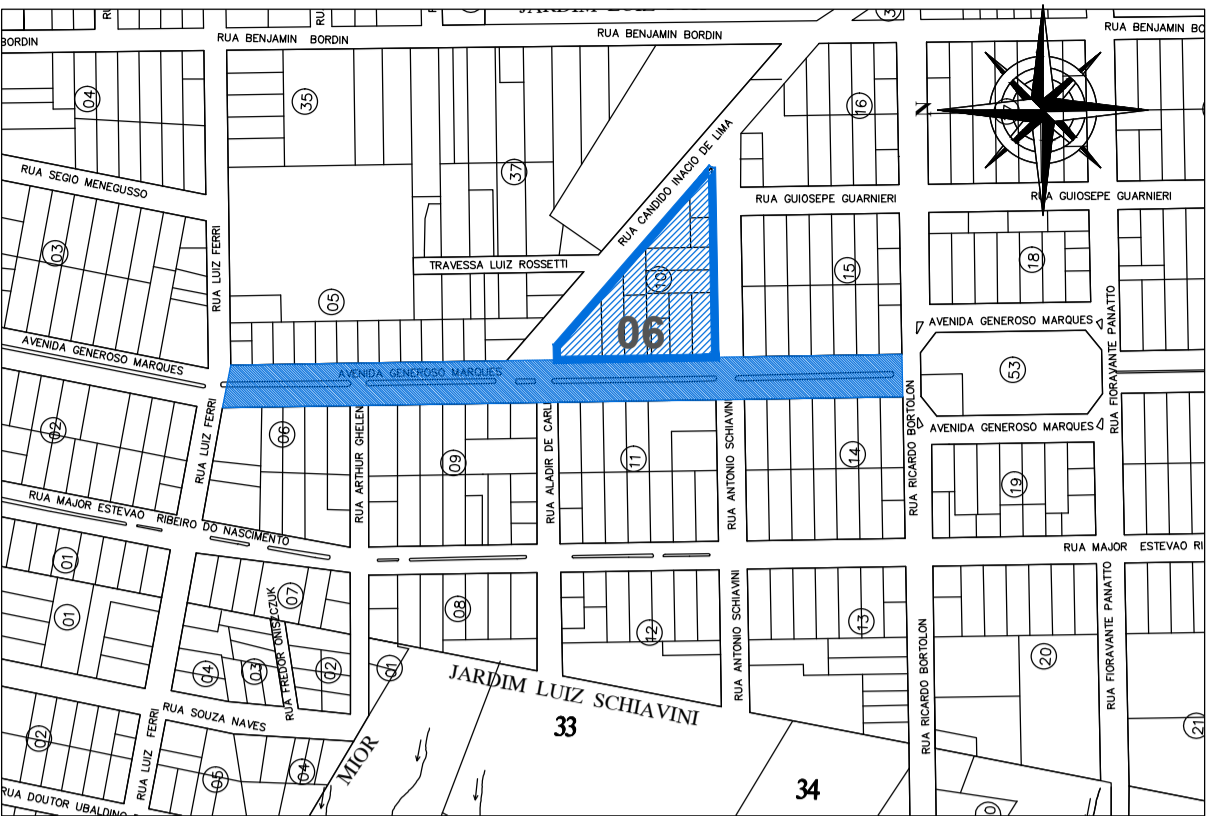 BORDIN
RUA BENJAMIN BORDIN
RUA BENJAMIN BORDIN
RUA BENJAMIN BO
04
35
16
N
37
RUA CANDIDO INACIO DE LIMA
RUA SEGIO MENEGUSSO
RUA GUIOSEPE GUARNIERI
RUA GUIOSEPE GUARNIERI
03
RUA LUIZ FERRI
TRAVESSA LUIZ ROSSETTI
10
15
18
05
06
AVENIDA GENEROSO MARQUES
AVENIDA GENEROSO MARQUES
AVENIDA GENEROSO MARQUES
53
RUA FIORAVANTE PANATTO
02
RUA LUIZ FERRI
06
RUA ARTHUR GHELEN
09
RUA ALADIR DE CARL
11
RUA ANTONIO SCHIAVINI
14
RUA RICARDO BORTOLON
AVENIDA GENEROSO MARQUES
19
RUA MAJOR ESTEVAO RIBEIRO DO NASCIMENTO
RUA MAJOR ESTEVAO RI
01
01
07
RUA FREDOR ONISZCZUK
08
12
RUA ANTONIO SCHIAVINI
13
RUA RICARDO BORTOLON
20
RUA FIORAVANTE PANATTO
21
04
03
02
01
JARDIM LUIZ SCHIAVINI
33
34
RUA SOUZA NAVES
02
RUA LUIZ FERRI
05
04
MIOR
RUA DOUTOR UBALDINO